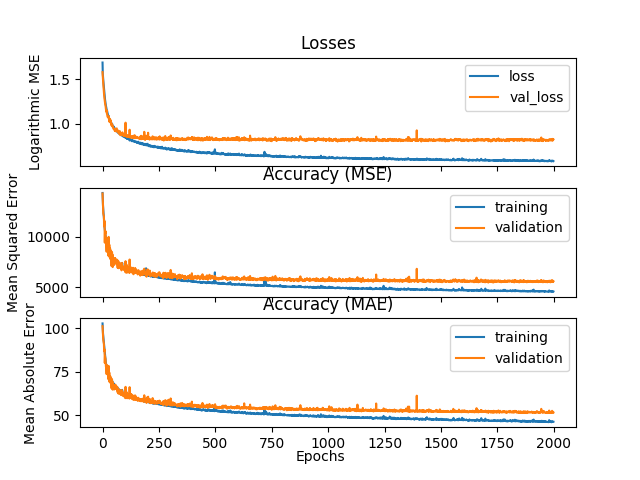 Losses
Logarithmic MSE
1.5
1.0
loss
val_loss
Accuracy (MSE)
Mean Squared Error
10000
5000
training
validation
Accuracy (MAE)
Mean Absolute Error
100
75
50
training
validation
0 250 500 750 1000 1250 1500 1750 2000
Epochs